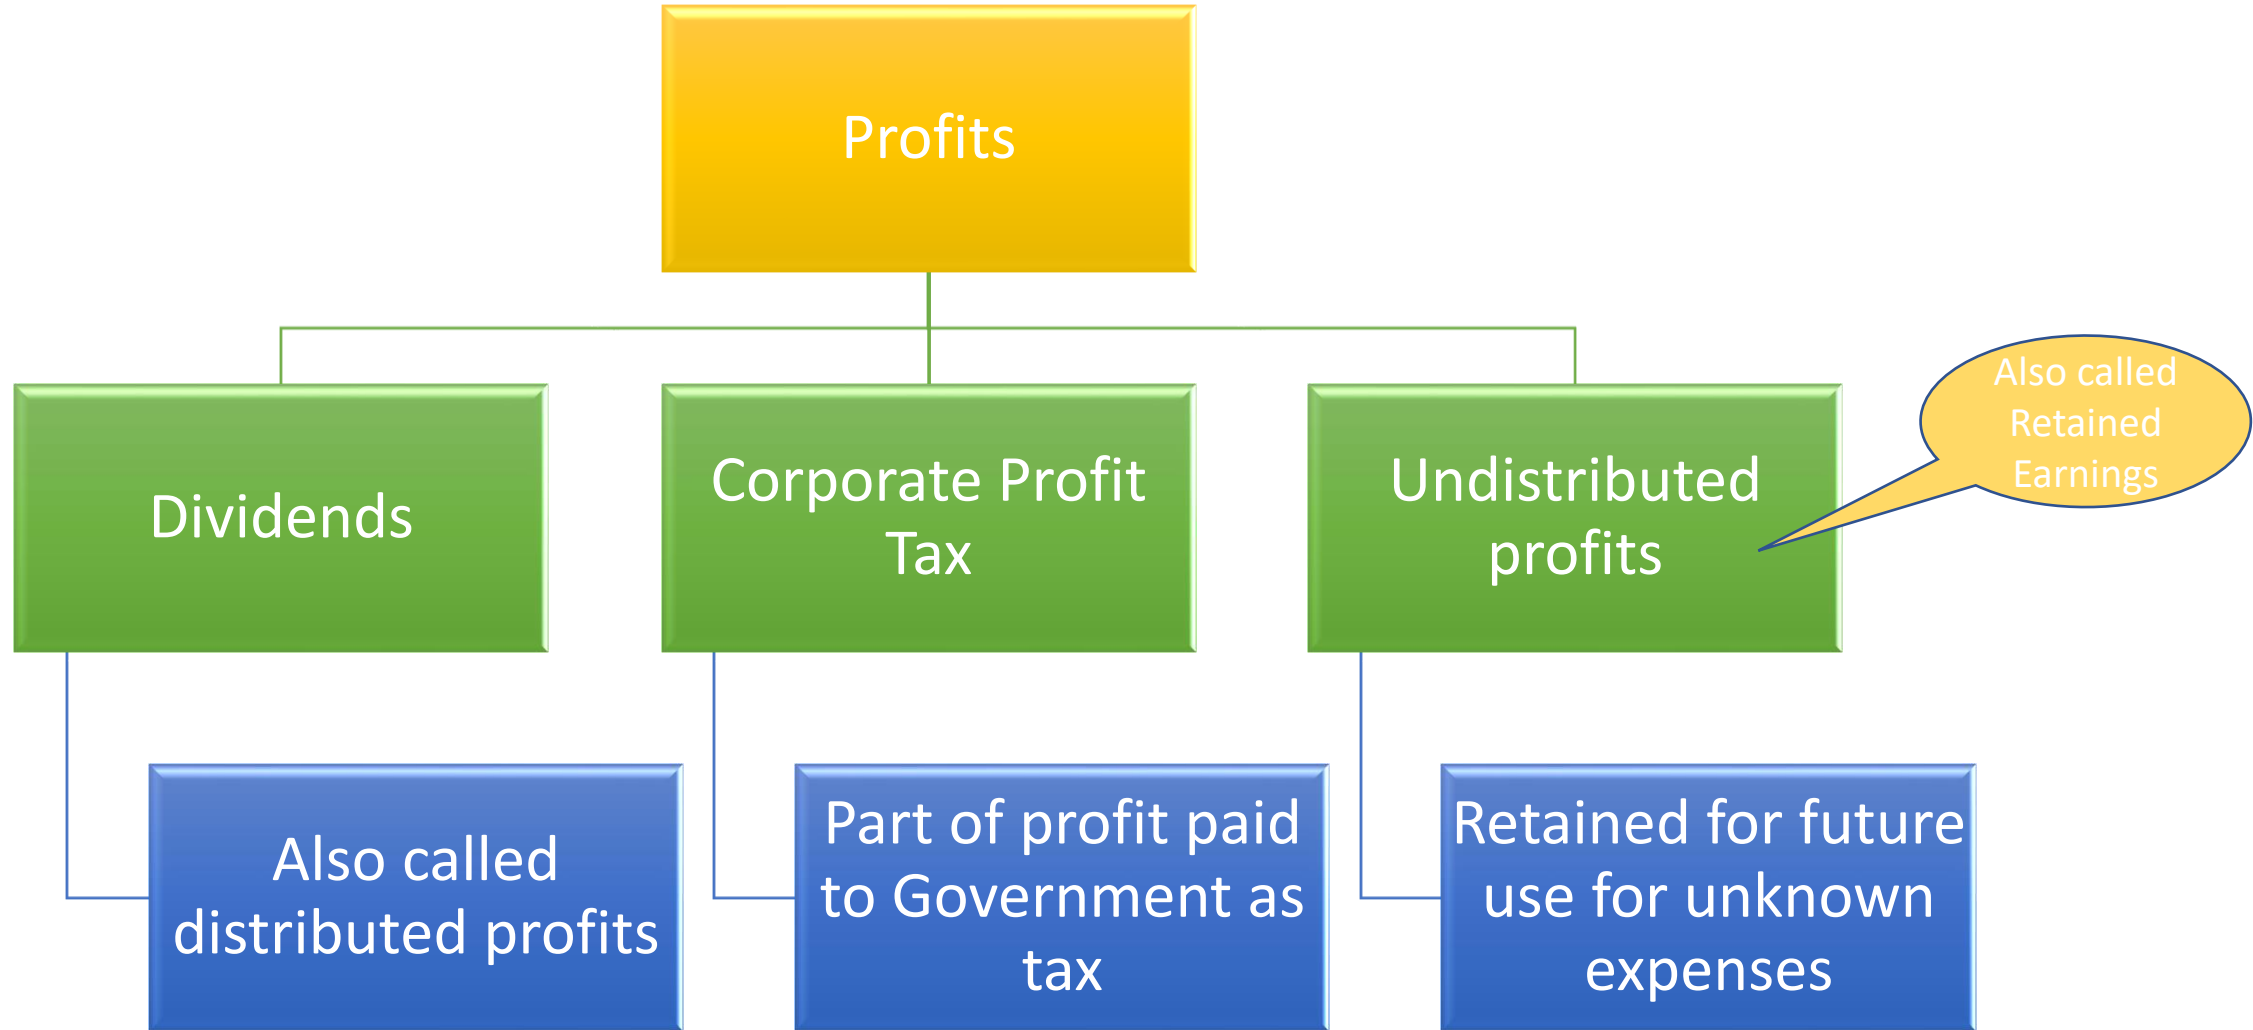 Profits
Dividends
Corporate Profit
Tax
Undistributed
profits
Also called
Retained
Earnings
Also called
distributed profits
Part of profit paid
to Government as
tax
Retained for future
use for unknown
expenses